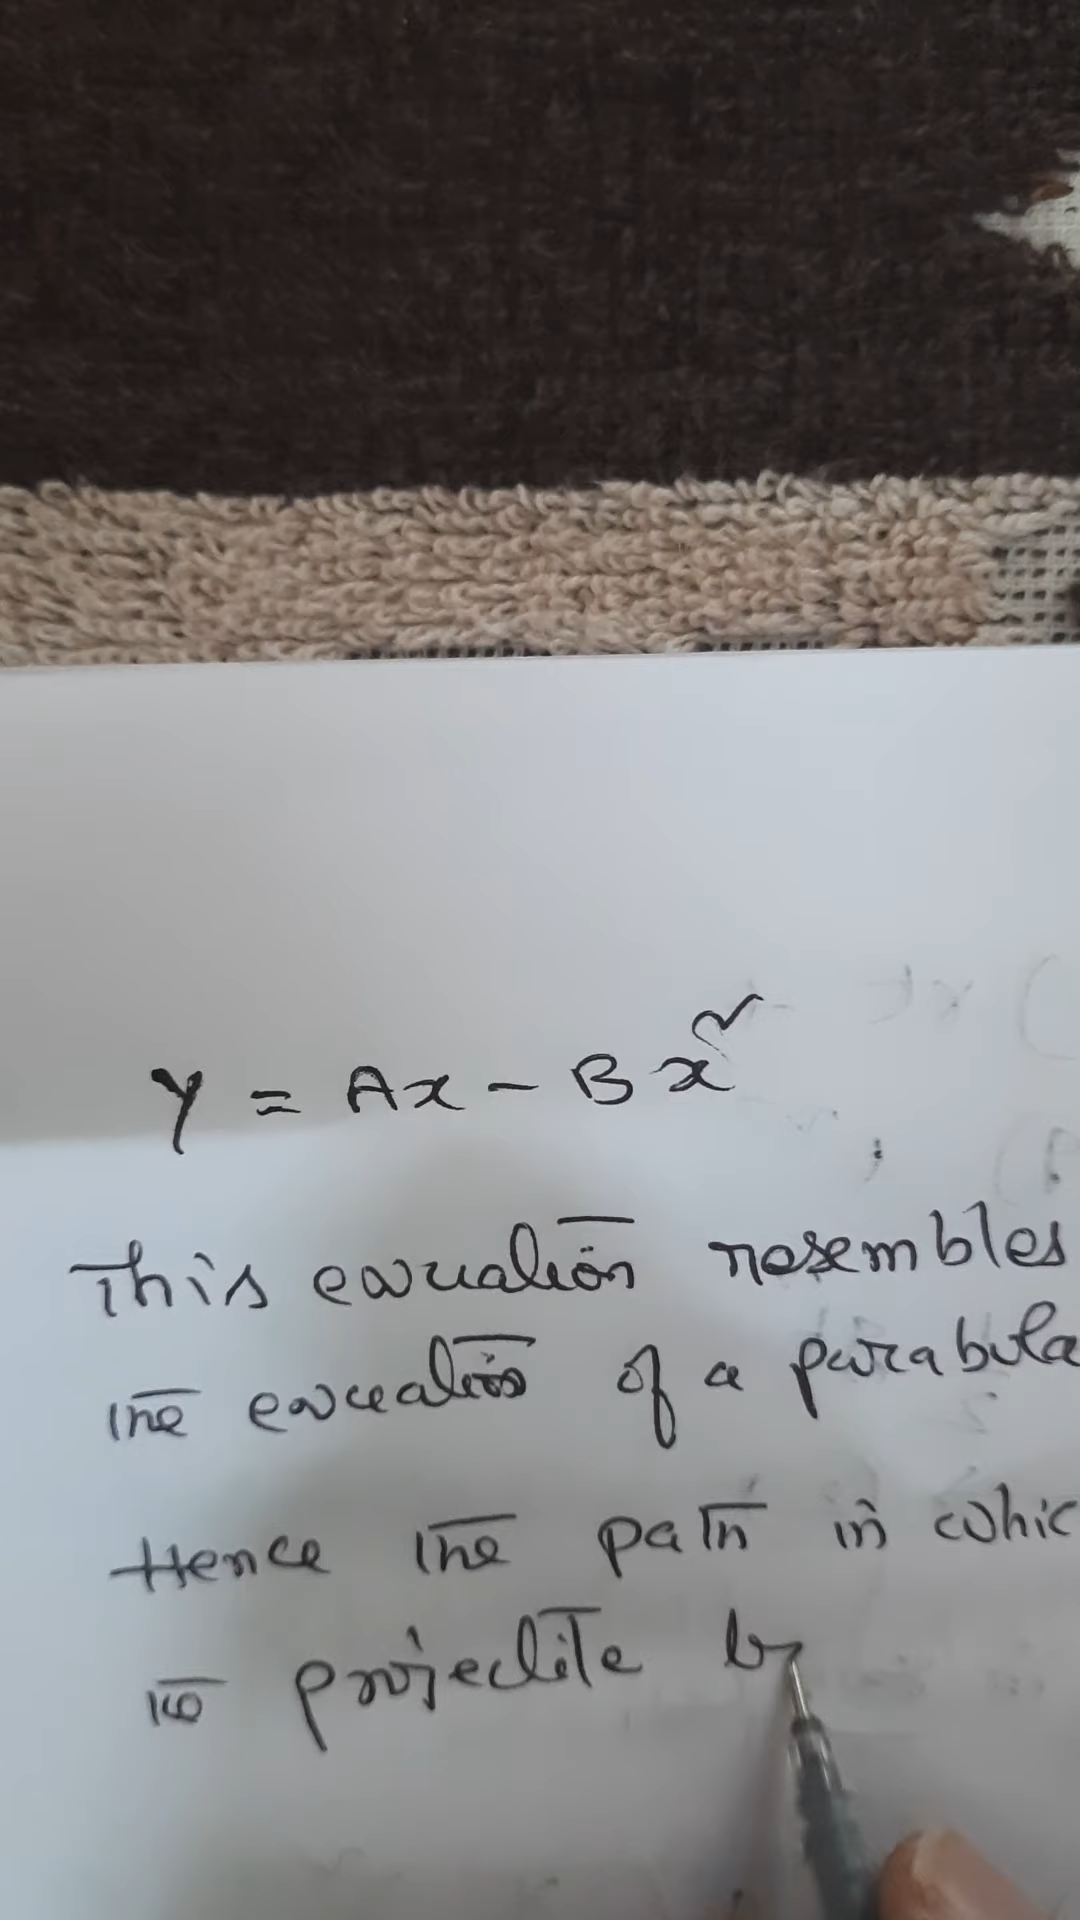 Y = Ax - Bx²
This equation resembles
the equation of a parabola
Hence the path in whic
the projectile